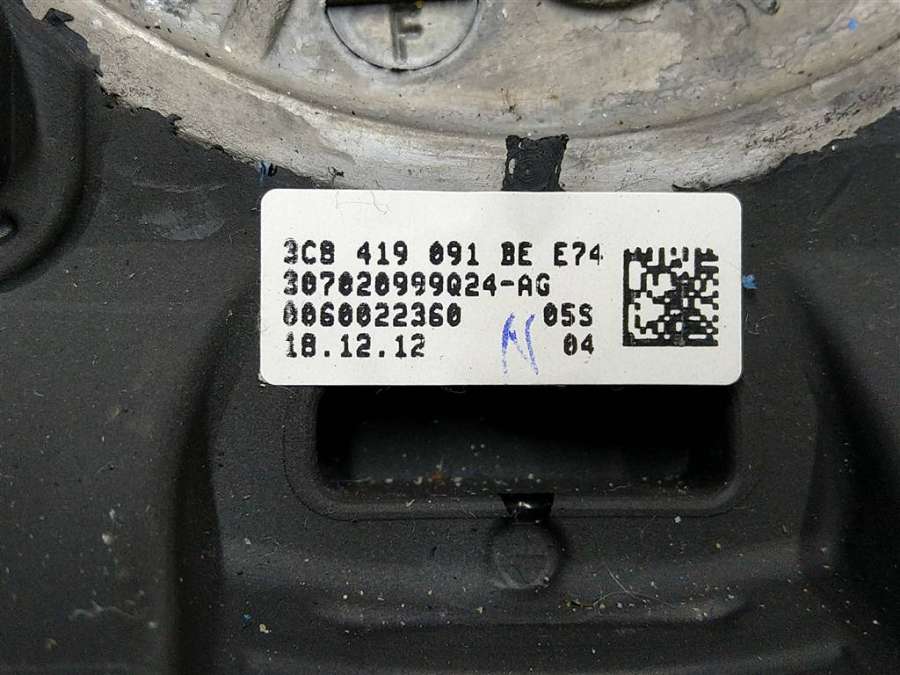 F
3C8 419 091 BE E74
307020999Q24-AG
0060022360 05S
18.12.12 04
N